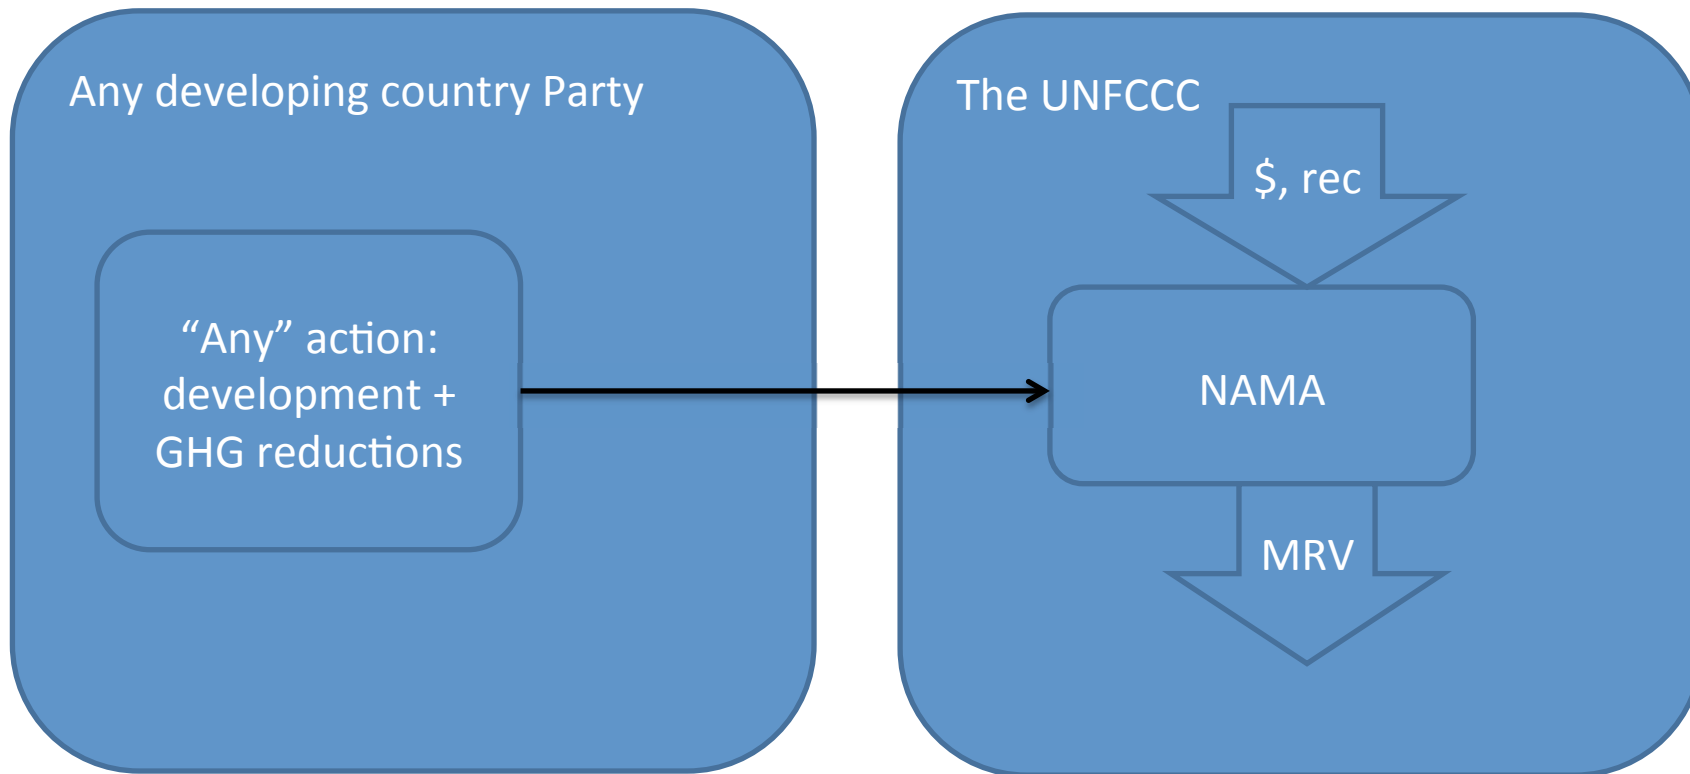 Any developing country Party
“Any” action:
development +
GHG reductions
The UNFCCC
$, rec
NAMA
MRV